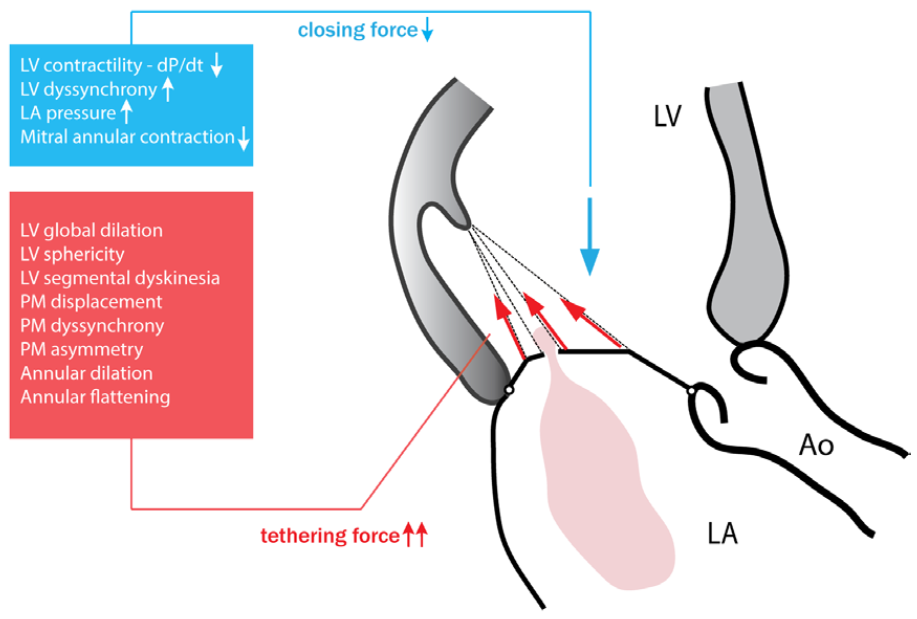 closing force ↓
LV contractility - dP/dt ↓
LV dyssynchrony ↑
LA pressure ↑
Mitral annular contraction ↓
LV
LV global dilation
LV sphericity
LV segmental dyskinesia
PM displacement
PM dyssynchrony
PM asymmetry
Annular dilation
Annular flattening
Ao
tethering force ↑↑
LA